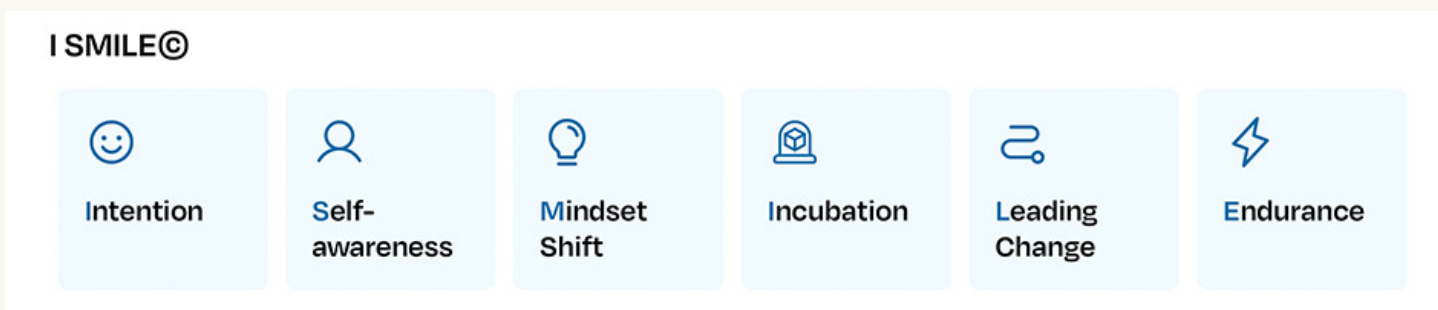 I SMILE©
Intention
Self-
awareness
Mindset
Shift
Incubation
Leading
Change
Endurance